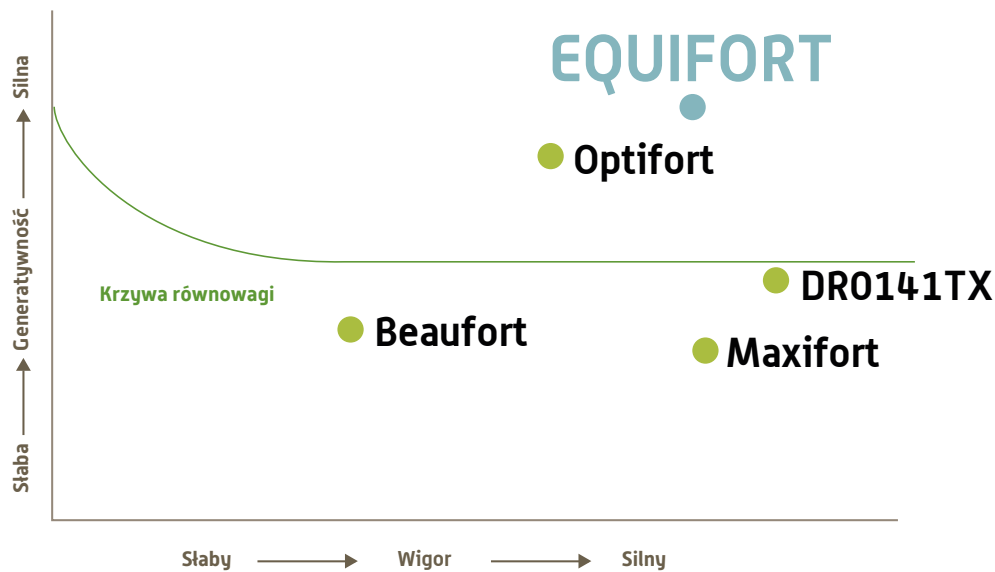 EQUIFORT
Optifort
Krzywa równowagi
DRO141TX
Beaufort
Maxifort
Słaba Generatywność Silna
Słaby Wigor Silny